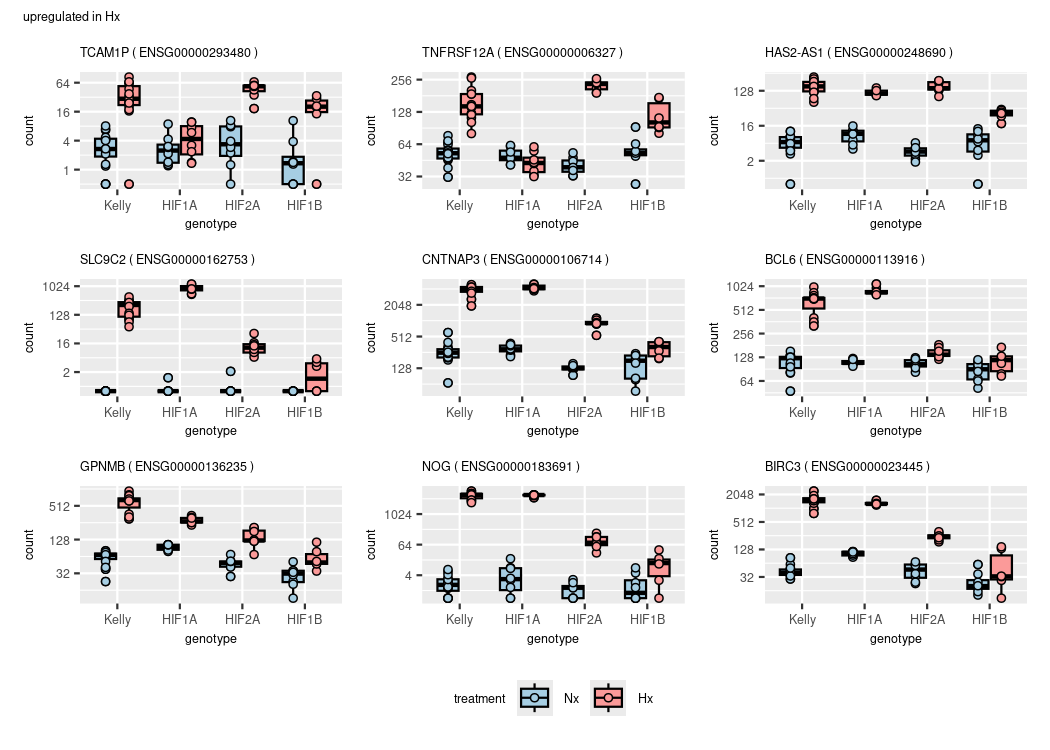 upregulated in Hx
TCAM1P ( ENSG00000293480 )
count
64
16
4
1
Kelly HIF1A HIF2A HIF1B
genotype
TNFRSF12A ( ENSG00000006327 )
count
256
128
64
32
Kelly HIF1A HIF2A HIF1B
genotype
HAS2-AS1 ( ENSG00000248690 )
count
128
16
2
Kelly HIF1A HIF2A HIF1B
genotype
SLC9C2 ( ENSG00000162753 )
count
1024
128
16
2
Kelly HIF1A HIF2A HIF1B
genotype
CNTNAP3 ( ENSG00000106714 )
count
2048
512
128
Kelly HIF1A HIF2A HIF1B
genotype
BCL6 ( ENSG00000113916 )
count
1024
512
256
128
64
Kelly HIF1A HIF2A HIF1B
genotype
GPNMB ( ENSG00000136235 )
count
512
128
32
Kelly HIF1A HIF2A HIF1B
genotype
NOG ( ENSG00000183691 )
count
1024
64
4
Kelly HIF1A HIF2A HIF1B
genotype
BIRC3 ( ENSG00000023445 )
count
2048
512
128
32
Kelly HIF1A HIF2A HIF1B
genotype
treatment Nx Hx